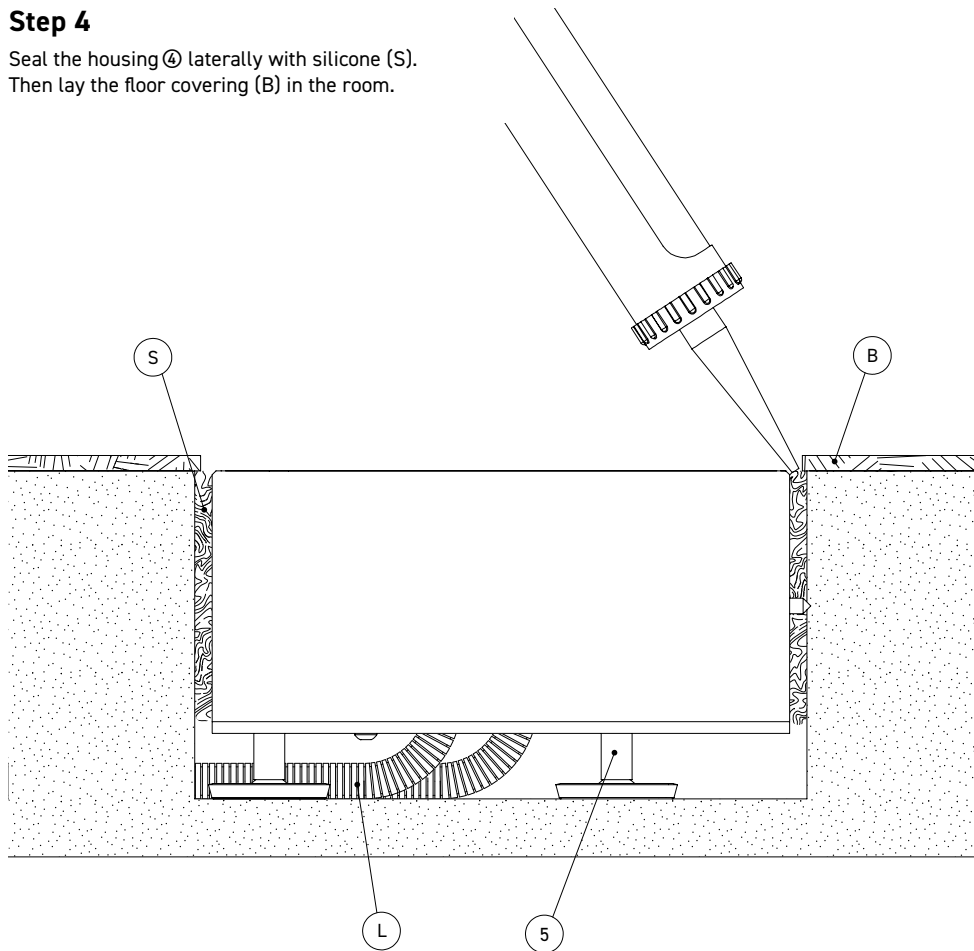 Step 4
Seal the housing ④ laterally with silicone (S).
Then lay the floor covering (B) in the room.
S
B
L
5